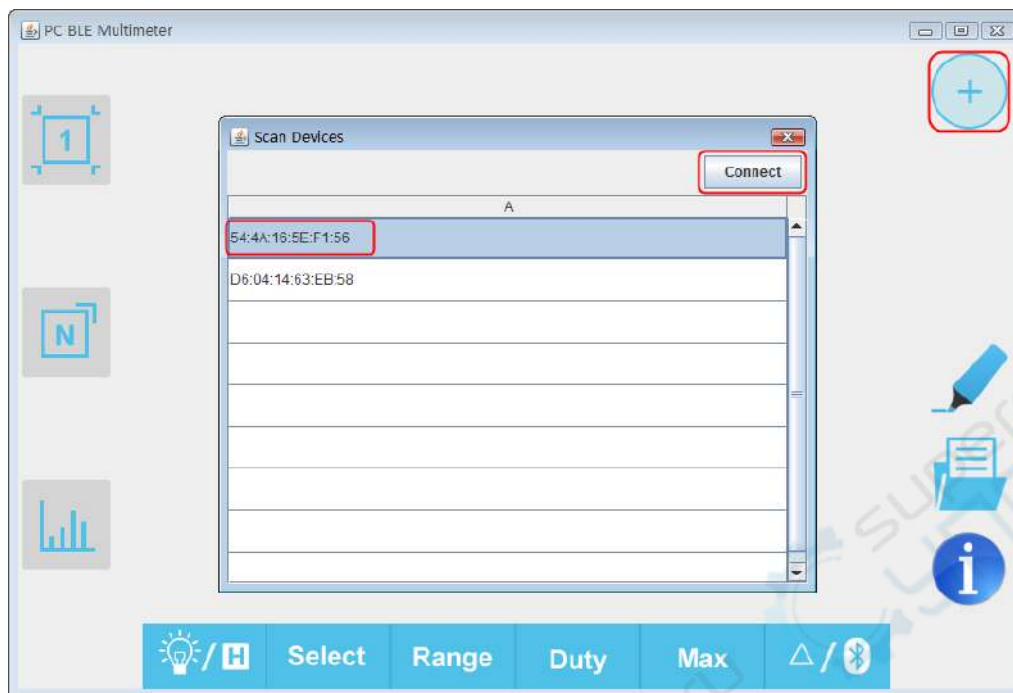 PC BLE Multimeter
+
1
Scan Devices
Connect
A
54:4A:16:5E:F1:56
D6:04:14:63:EB:58
N
i
/ H
Select
Range
Duty
Max
△ /
super